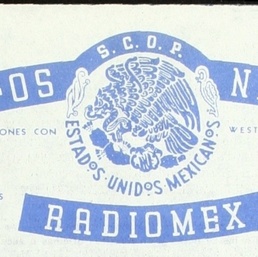 S.C.O.P.
OS N
ONES CON WEST
ESTADOS UNIDOS MEXICANOS
S
RADIOMEX